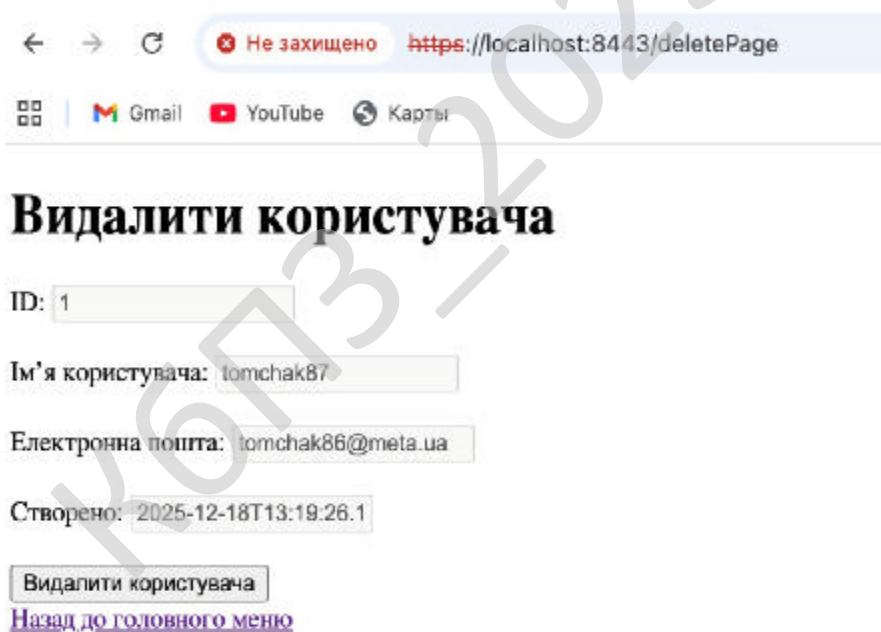 Не захищено https://localhost:8443/deletePage
Gmail YouTube Карты
Видалити користувача
ID: 1
Ім’я користувача: tomchak87
Електронна пошта: tomchak86@meta.ua
Створено: 2025-12-18T13:19:26.1
Видалити користувача
Назад до головного меню